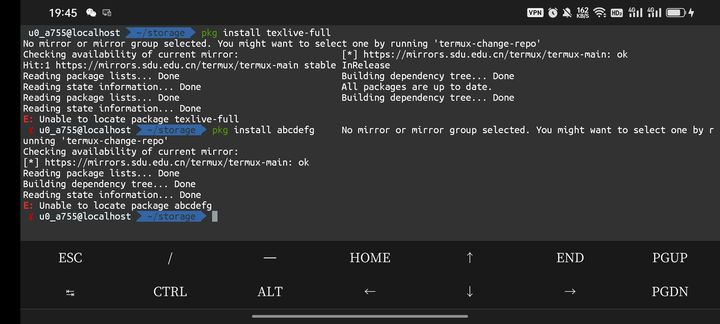 19:45 VPN 162 KB/S HD 4G 4G
u0_a755@localhost ~/storage pkg install texlive-full
No mirror or mirror group selected. You might want to select one by running 'termux-change-repo'
Checking availability of current mirror: [*] https://mirrors.sdu.edu.cn/termux/termux-main: ok
Hit:1 https://mirrors.sdu.edu.cn/termux/termux-main stable InRelease
Reading package lists... Done Building dependency tree... Done
Reading state information... Done All packages are up to date.
Reading package lists... Done Building dependency tree... Done
Reading state information... Done
E: Unable to locate package texlive-full
✘ u0_a755@localhost ~/storage pkg install abcdefg No mirror or mirror group selected. You might want to select one by r
unning 'termux-change-repo'
Checking availability of current mirror:
[*] https://mirrors.sdu.edu.cn/termux/termux-main: ok
Reading package lists... Done
Building dependency tree... Done
Reading state information... Done
E: Unable to locate package abcdefg
✘ u0_a755@localhost ~/storage
ESC / — HOME ↑ END PGUP
↹ CTRL ALT ← ↓ → PGDN